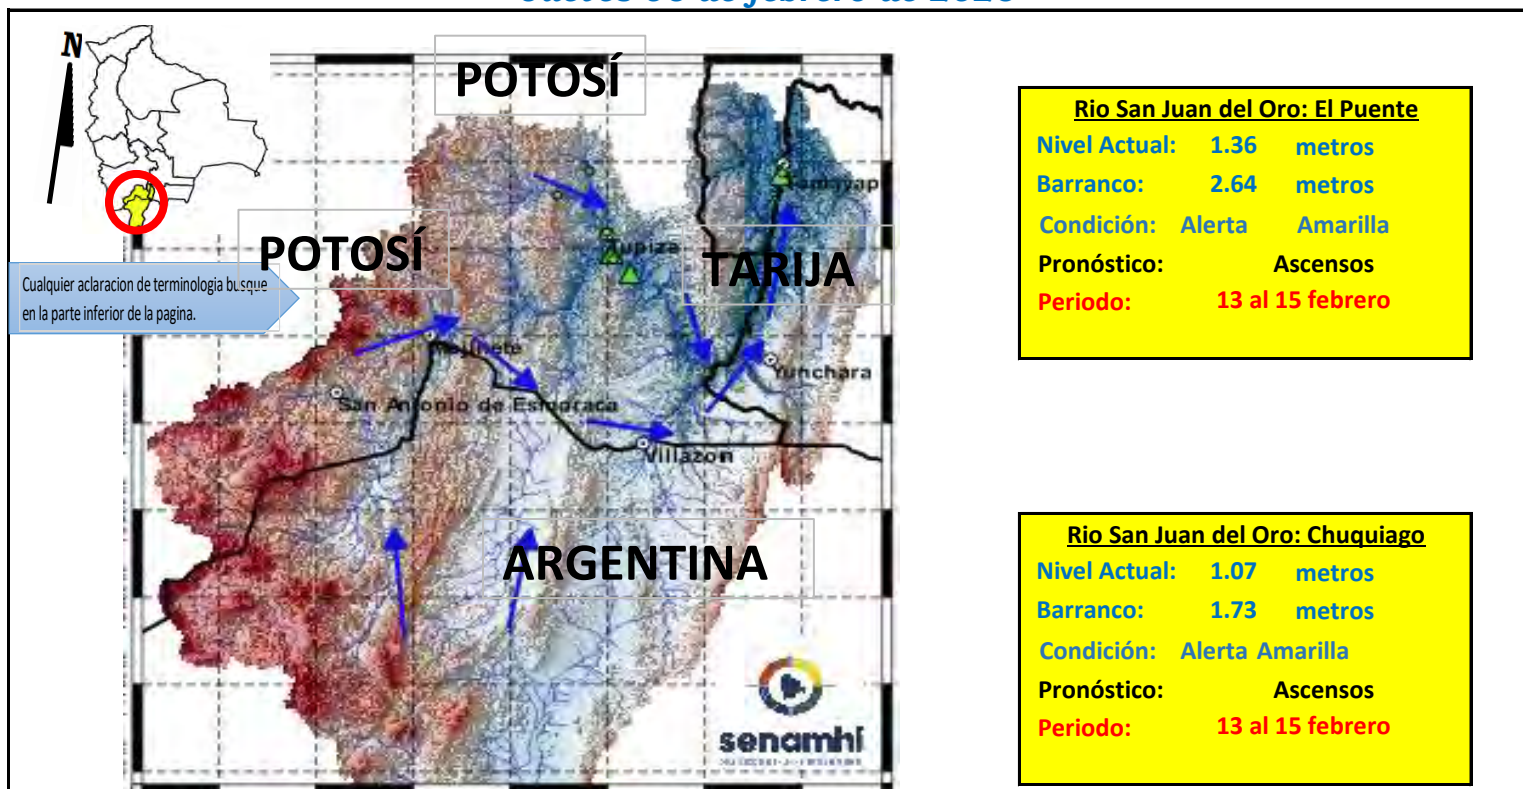 N
POTOSÍ
POTOSÍ
TARIJA
ARGENTINA
Cualquier aclaracion de terminologia busque
en la parte inferior de la pagina.
Tupiza
Yunchara
San Antonio de Esmoraca
Villazon
senamhi
Rio San Juan del Oro: El Puente
Nivel Actual: 1.36 metros
Barranco: 2.64 metros
Condición: Alerta Amarilla
Pronóstico: Ascensos
Periodo: 13 al 15 febrero
Rio San Juan del Oro: Chuquiago
Nivel Actual: 1.07 metros
Barranco: 1.73 metros
Condición: Alerta Amarilla
Pronóstico: Ascensos
Periodo: 13 al 15 febrero